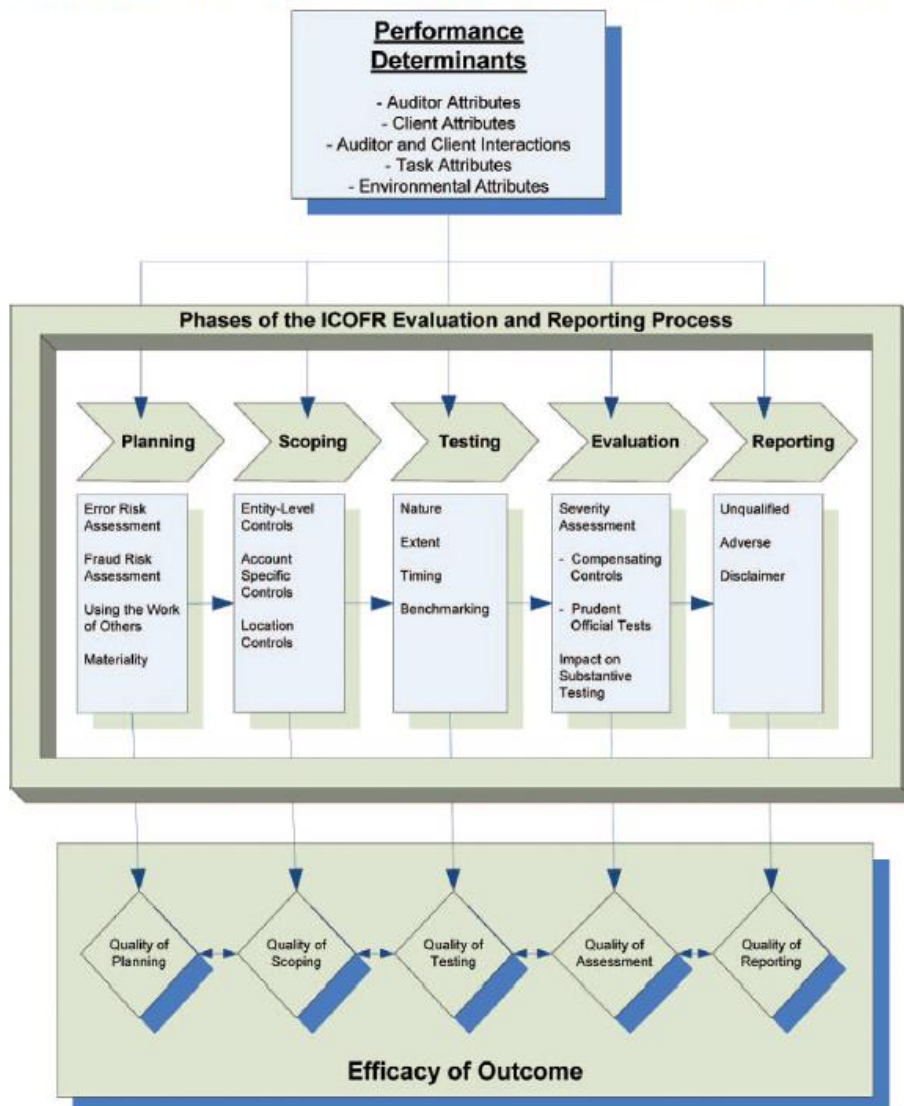 Performance
Determinants
- Auditor Attributes
- Client Attributes
- Auditor and Client Interactions
- Task Attributes
- Environmental Attributes
Phases of the ICOFR Evaluation and Reporting Process
Planning
Scoping
Testing
Evaluation
Reporting
Error Risk
Assessment
Fraud Risk
Assessment
Using the Work
of Others
Materiality
Entity-Level
Controls
Account
Specific
Controls
Location
Controls
Nature
Extent
Timing
Benchmarking
Severity
Assessment
- Compensating
Controls
- Prudent
Official Tests
Impact on
Substantive
Testing
Unqualified
Adverse
Disclaimer
Quality of
Planning
Quality of
Scoping
Quality of
Testing
Quality of
Assessment
Quality of
Reporting
Efficacy of Outcome